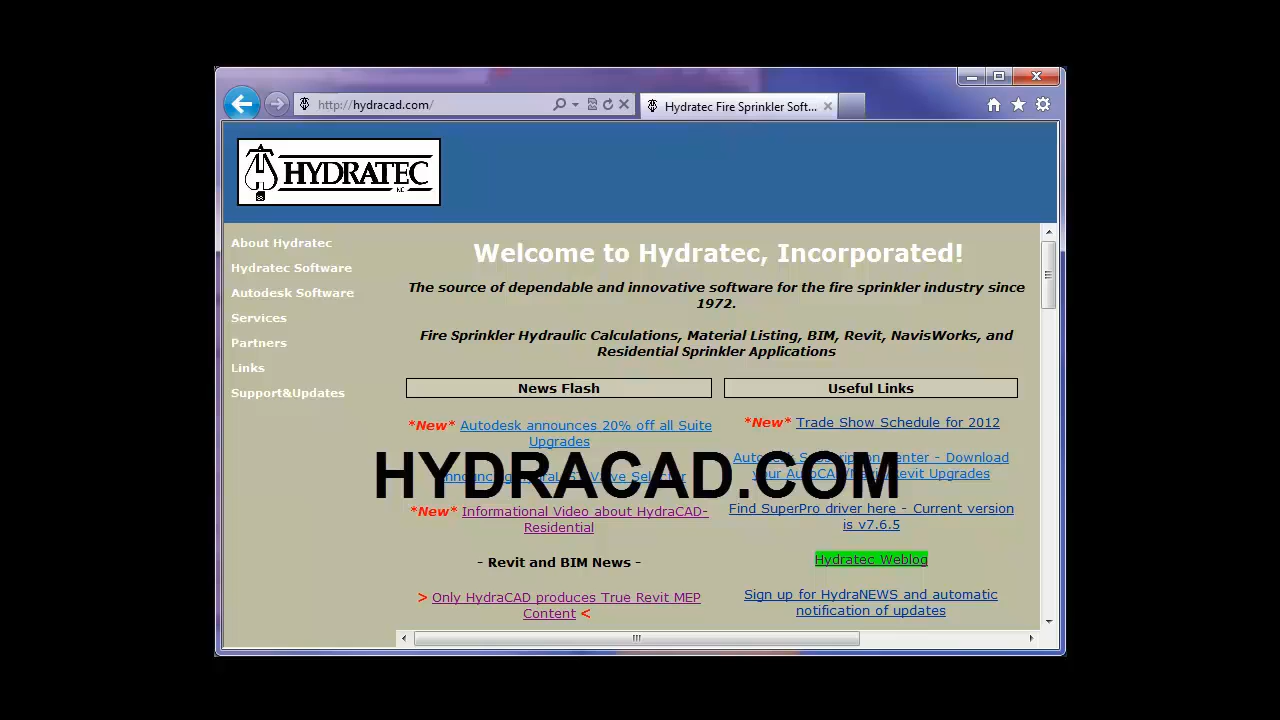 http://hydracad.com/
Hydratec Fire Sprinkler Soft...
HYDRATEC
INC
About Hydratec
Hydratec Software
Autodesk Software
Services
Partners
Links
Support&Updates
Welcome to Hydratec, Incorporated!
The source of dependable and innovative software for the fire sprinkler industry since
1972.
Fire Sprinkler Hydraulic Calculations, Material Listing, BIM, Revit, NavisWorks, and
Residential Sprinkler Applications
News Flash
*New* Autodesk announces 20% off all Suite
Upgrades
*New* Informational Video about HydraCAD-
Residential
- Revit and BIM News -
> Only HydraCAD produces True Revit MEP
Content <
Useful Links
*New* Trade Show Schedule for 2012
Autodesk Subscription Center - Download
your AutoCAD/Navis/Revit Upgrades
Find SuperPro driver here - Current version
is v7.6.5
Hydratec Weblog
Sign up for HydraNEWS and automatic
notification of updates
HYDRACAD.COM